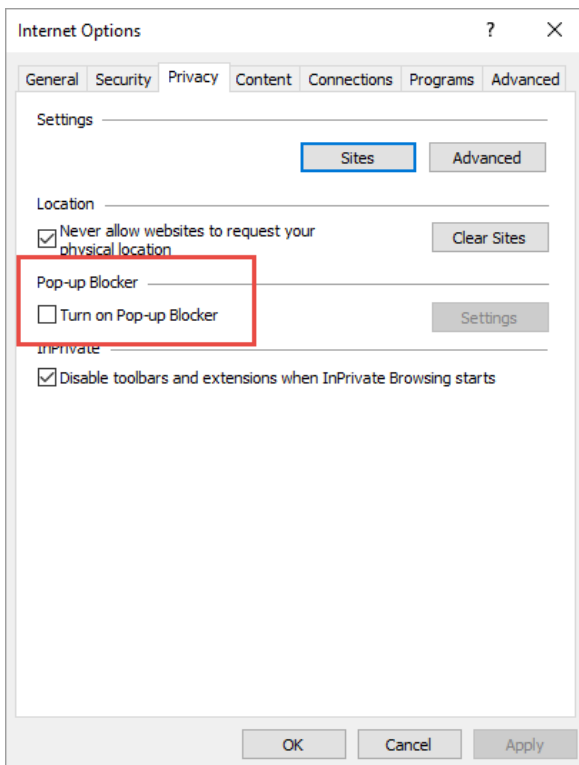 Internet Options ?
General Security Privacy Content Connections Programs Advanced
Settings
Sites Advanced
Location
Never allow websites to request your
physical location
Clear Sites
Pop-up Blocker
Turn on Pop-up Blocker Settings
InPrivate
Disable toolbars and extensions when InPrivate Browsing starts
OK Cancel Apply